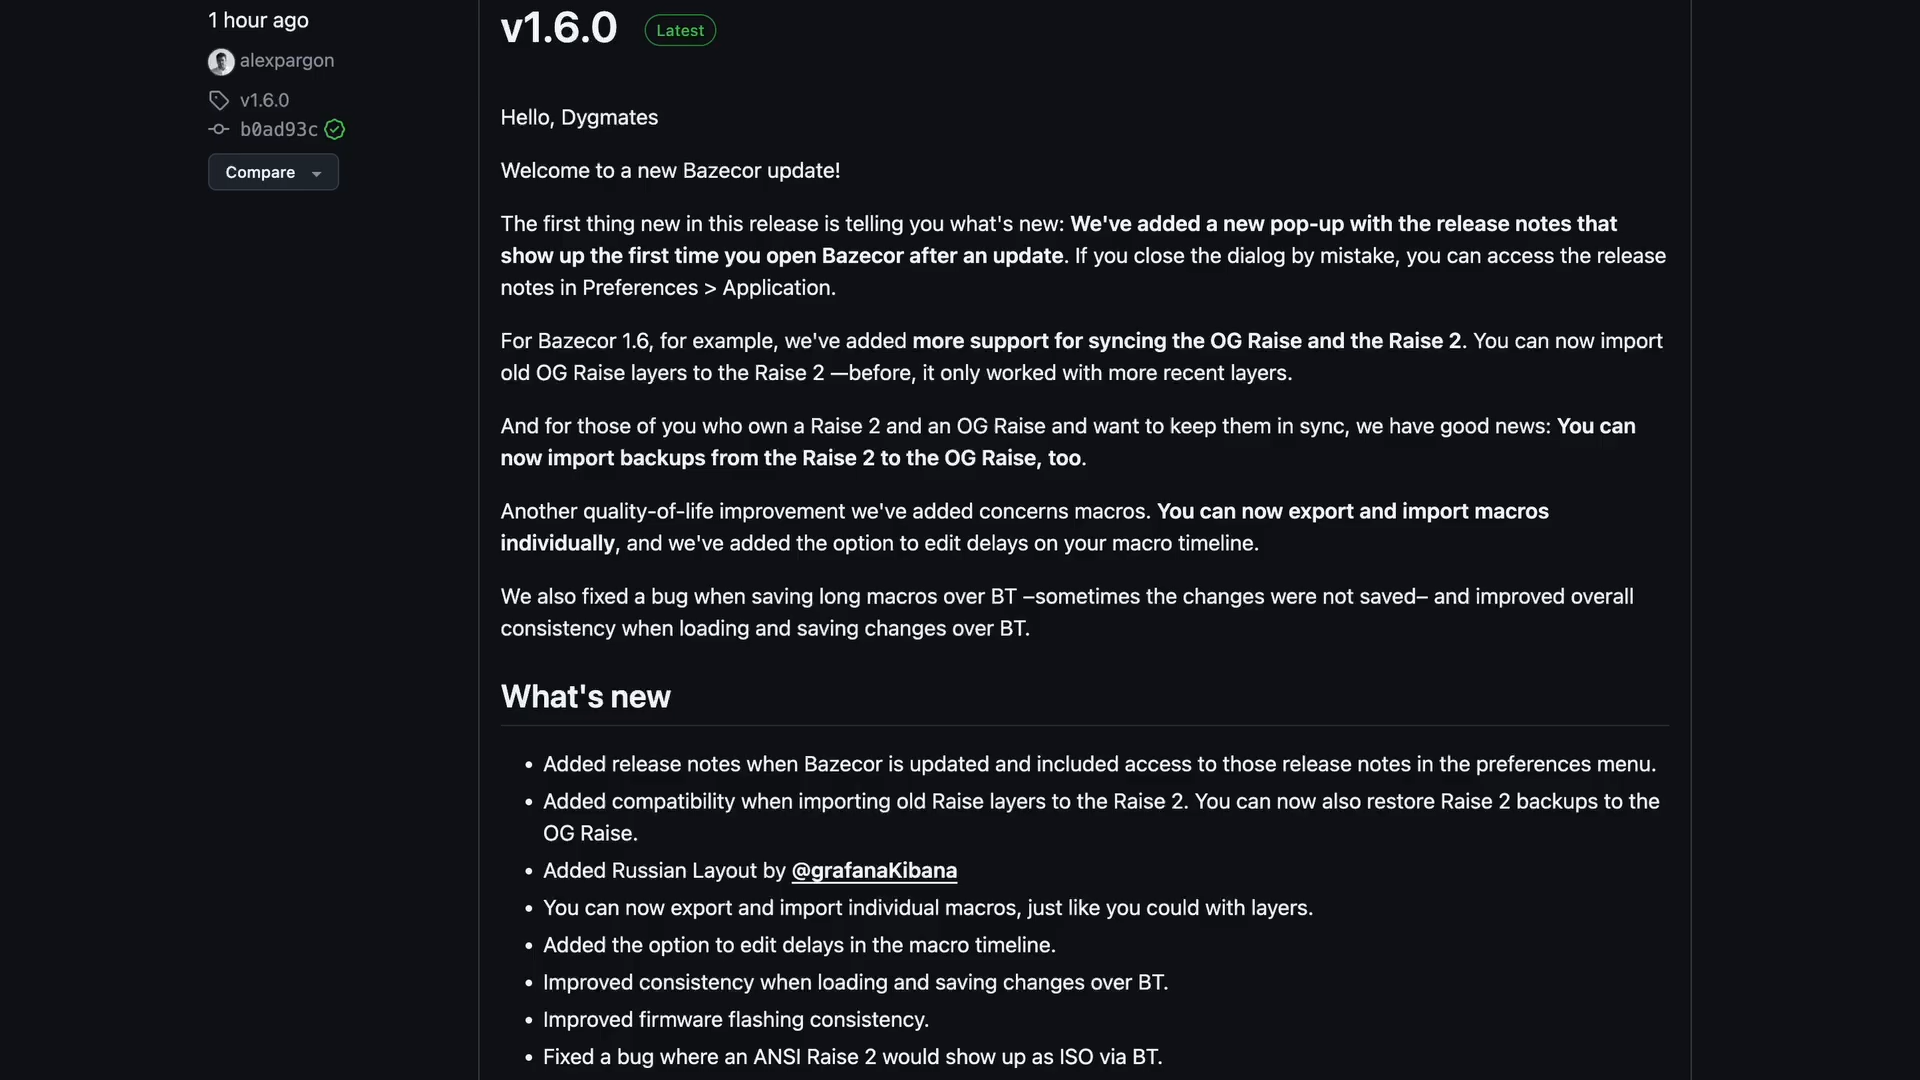 1 hour ago
alexpargon
v1.6.0
b0ad93c
Compare
v1.6.0
Latest
Hello, Dygmates
Welcome to a new Bazecor update!
The first thing new in this release is telling you what's new: We've added a new pop-up with the release notes that
show up the first time you open Bazecor after an update. If you close the dialog by mistake, you can access the release
notes in Preferences > Application.
For Bazecor 1.6, for example, we've added more support for syncing the OG Raise and the Raise 2. You can now import
old OG Raise layers to the Raise 2 —before, it only worked with more recent layers.
And for those of you who own a Raise 2 and an OG Raise and want to keep them in sync, we have good news: You can
now import backups from the Raise 2 to the OG Raise, too.
Another quality-of-life improvement we've added concerns macros. You can now export and import macros
individually, and we've added the option to edit delays on your macro timeline.
We also fixed a bug when saving long macros over BT –sometimes the changes were not saved– and improved overall
consistency when loading and saving changes over BT.
What's new
• Added release notes when Bazecor is updated and included access to those release notes in the preferences menu.
• Added compatibility when importing old Raise layers to the Raise 2. You can now also restore Raise 2 backups to the
OG Raise.
• Added Russian Layout by @grafanaKibana
• You can now export and import individual macros, just like you could with layers.
• Added the option to edit delays in the macro timeline.
• Improved consistency when loading and saving changes over BT.
• Improved firmware flashing consistency.
• Fixed a bug where an ANSI Raise 2 would show up as ISO via BT.